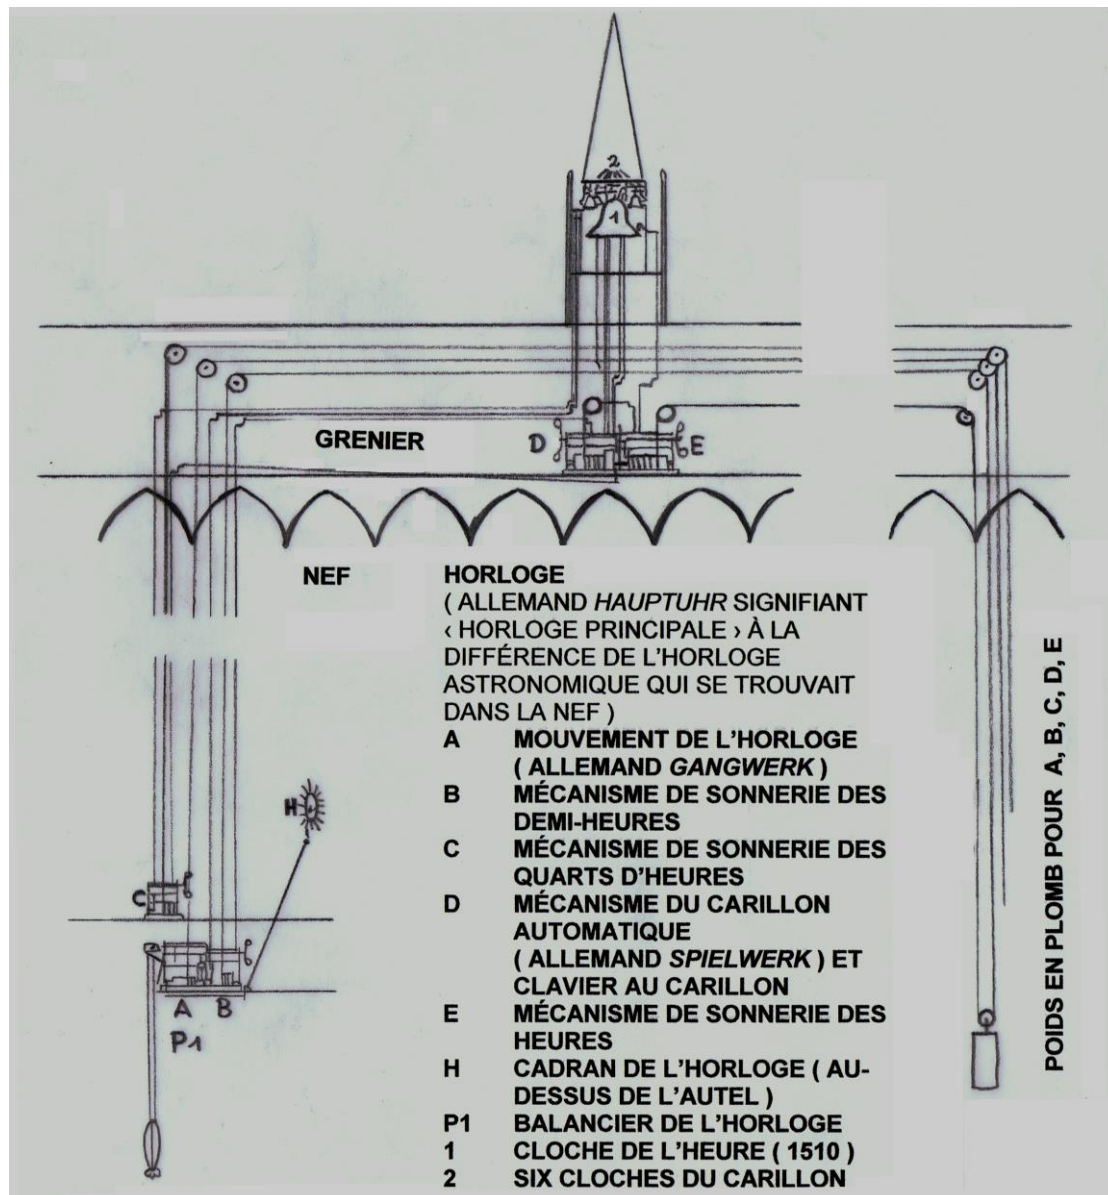 2
1
D
E
GRENIER
NEF
HORLOGE
( ALLEMAND HAUPTUHR SIGNIFIANT
‹ HORLOGE PRINCIPALE › À LA
DIFFÉRENCE DE L'HORLOGE
ASTRONOMIQUE QUI SE TROUVAIT
DANS LA NEF )
A MOUVEMENT DE L'HORLOGE
( ALLEMAND GANGWERK )
B MÉCANISME DE SONNERIE DES
DEMI-HEURES
C MÉCANISME DE SONNERIE DES
QUARTS D'HEURES
D MÉCANISME DU CARILLON
AUTOMATIQUE
( ALLEMAND SPIELWERK ) ET
CLAVIER AU CARILLON
E MÉCANISME DE SONNERIE DES
HEURES
H CADRAN DE L'HORLOGE ( AU-
DESSUS DE L'AUTEL )
P1 BALANCIER DE L'HORLOGE
1 CLOCHE DE L'HEURE ( 1510 )
2 SIX CLOCHES DU CARILLON
POIDS EN PLOMB POUR A, B, C, D, E
H
C
A B
P1